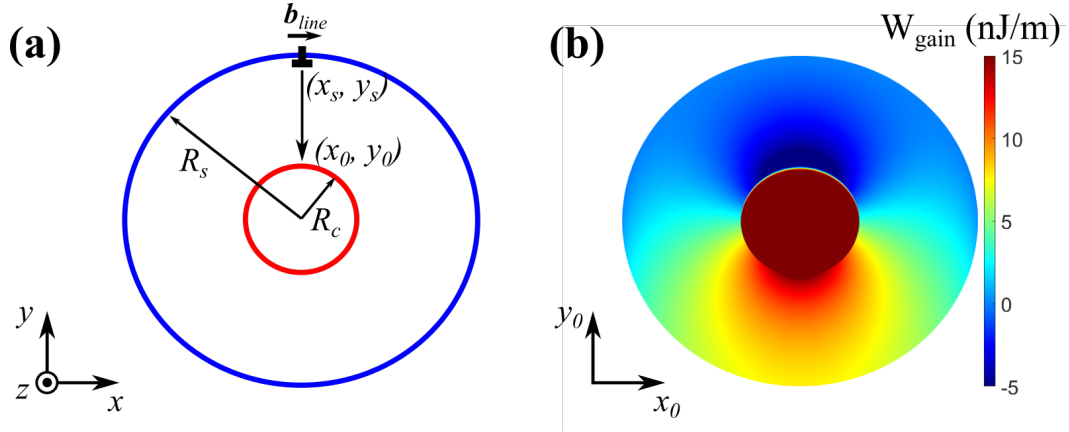 (a)
b_line
(x_s, y_s)
(x_0, y_0)
R_s
R_c
y
z
x
(b)
W_gain (nJ/m)
15
10
5
0
-5
y_0
x_0